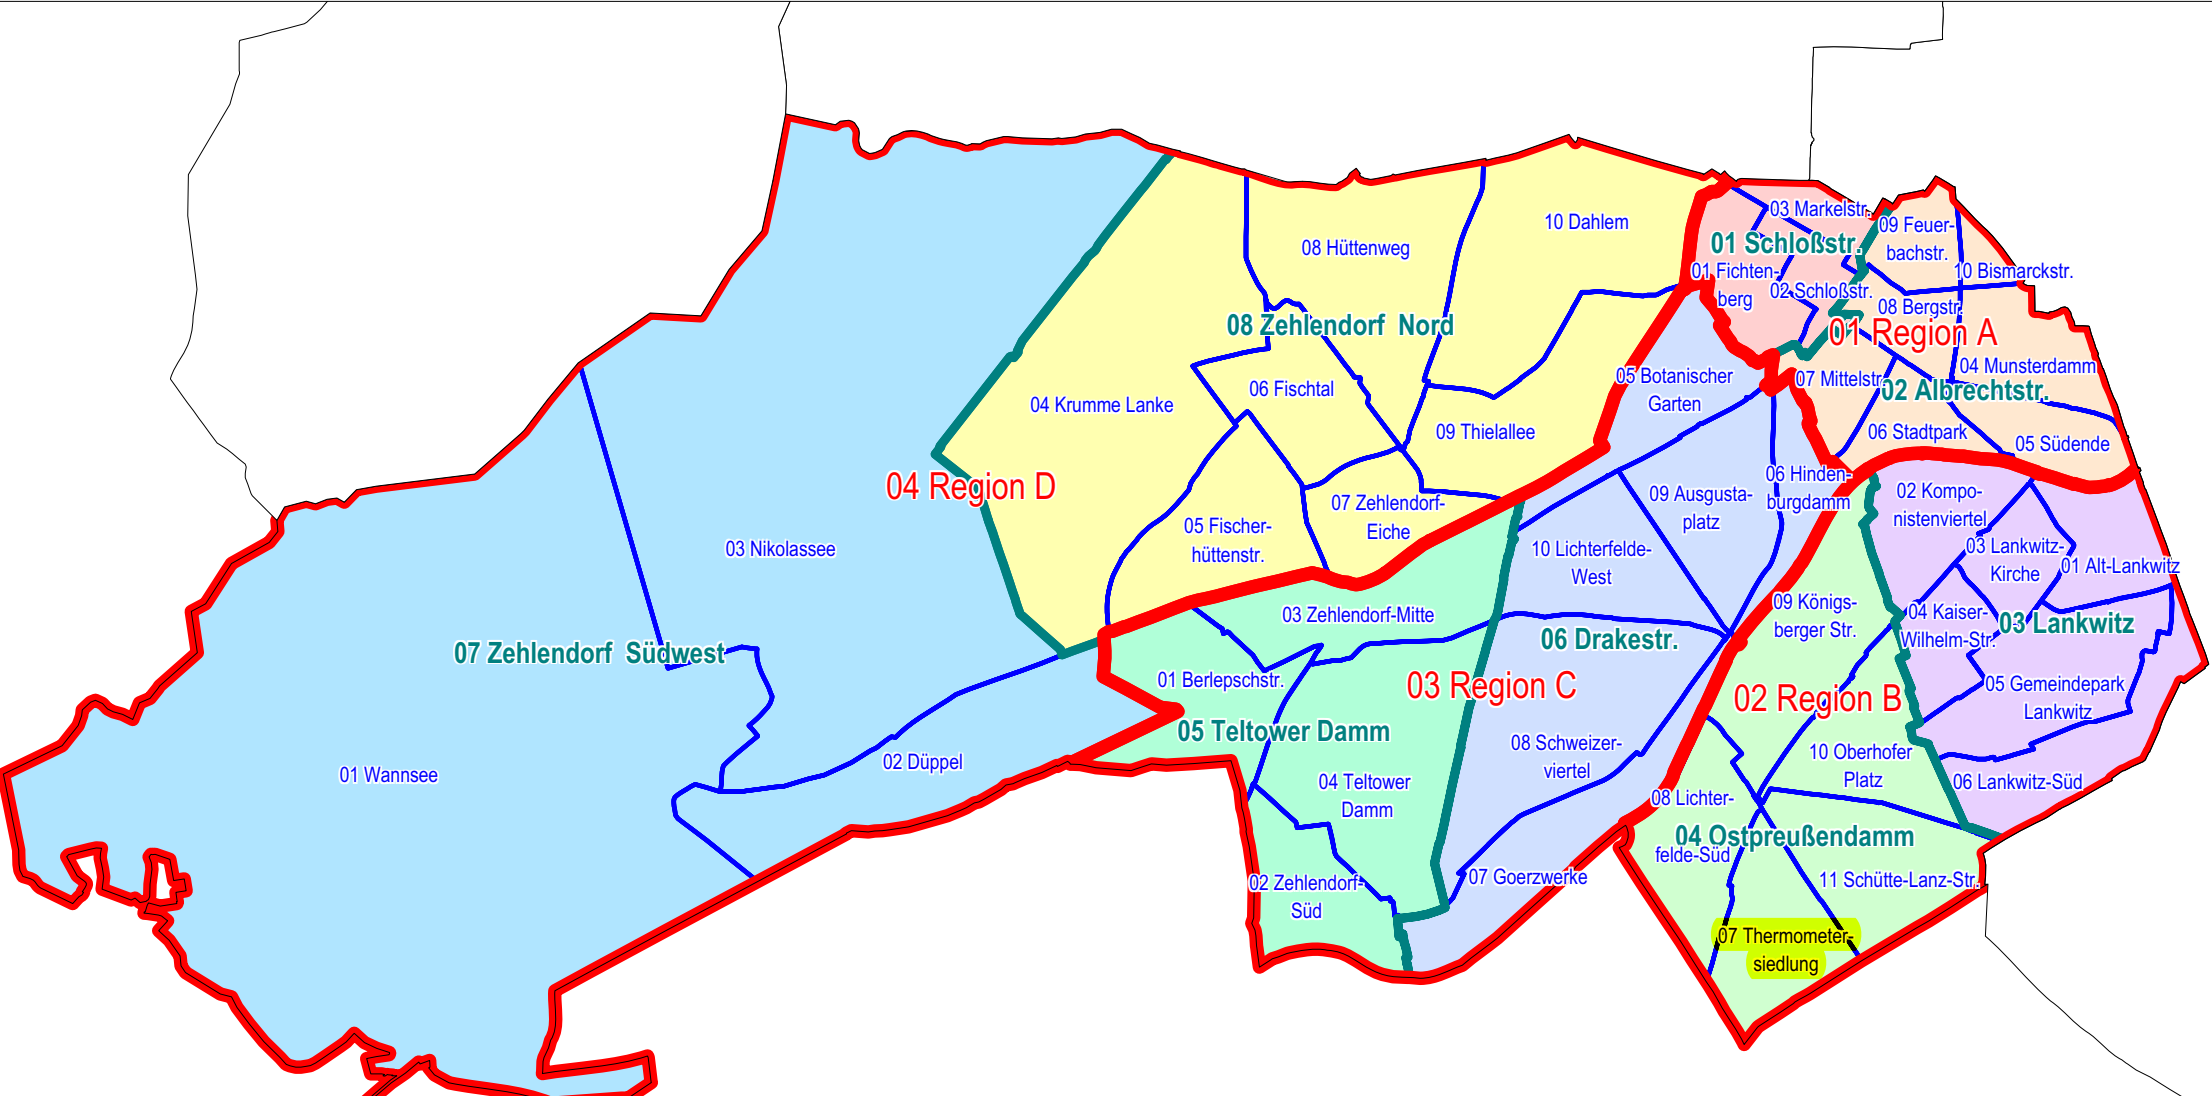 03 Markelstr.
10 Dahlem
09 Feuer-
bachstr.
08 Hüttenweg
01 Schloßstr.
01 Fichten-
berg
10 Bismarckstr.
02 Schloßstr.
08 Bergstr.
08 Zehlendorf Nord
01 Region A
04 Munsterdamm
05 Botanischer
Garten
07 Mittelstr.
02 Albrechtstr.
06 Fischtal
04 Krumme Lanke
09 Thielallee
06 Stadtpark
05 Südende
04 Region D
06 Hinden-
burgdamm
09 Ausgusta-
platz
02 Kompo-
nistenviertel
07 Zehlendorf-
Eiche
05 Fischer-
hüttenstr.
03 Nikolassee
10 Lichterfelde-
West
03 Lankwitz-
Kirche
01 Alt-Lankwitz
03 Zehlendorf-Mitte
09 Königs-
berger Str.
04 Kaiser-
Wilhelm-Str.
03 Lankwitz
07 Zehlendorf Südwest
06 Drakestr.
01 Berlepschstr.
03 Region C
02 Region B
05 Gemeindepark
Lankwitz
05 Teltower Damm
08 Schweizer-
viertel
01 Wannsee
02 Düppel
10 Oberhofer
Platz
04 Teltower
Damm
06 Lankwitz-Süd
08 Lichter-
felde-Süd
04 Ostpreußendamm
02 Zehlendorf-
Süd
07 Goerzwerke
11 Schütte-Lanz-Str.
07 Thermometer-
siedlung